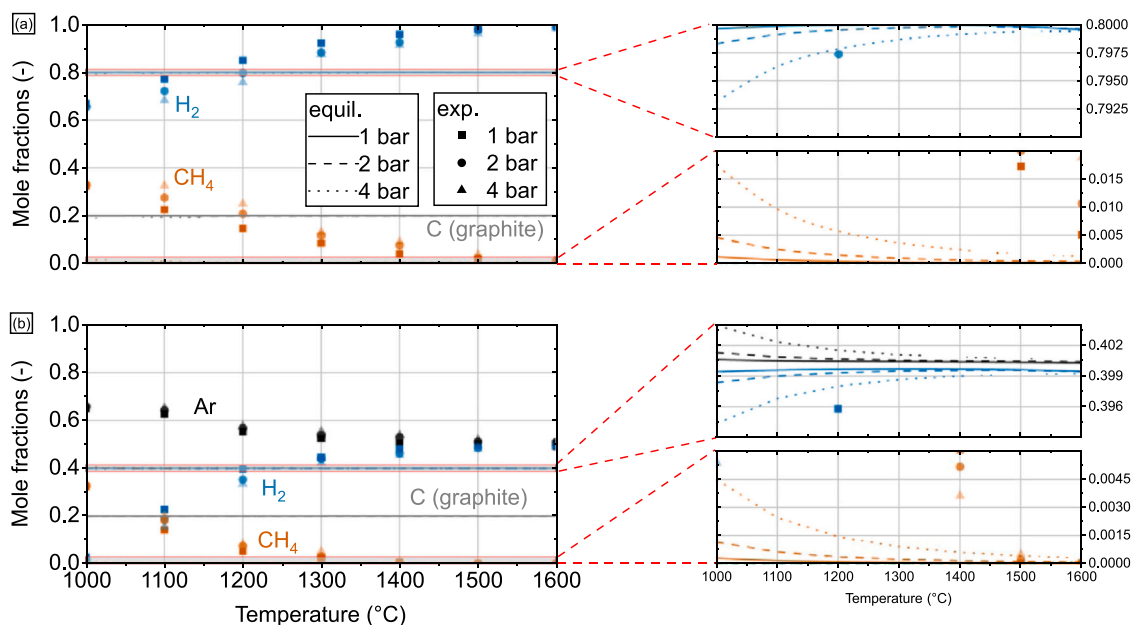 (a)
Mole fractions (-)
1.0
0.8
0.6
0.4
0.2
0.0
H2
CH4
C (graphite)
equil.
1 bar
2 bar
4 bar
exp.
1 bar
2 bar
4 bar
0.8000
0.7975
0.7950
0.7925
0.015
0.010
0.005
0.000
(b)
Mole fractions (-)
1.0
0.8
0.6
0.4
0.2
0.0
Ar
H2
C (graphite)
CH4
1000 1100 1200 1300 1400 1500 1600
Temperature (°C)
0.402
0.399
0.396
0.0045
0.0030
0.0015
0.0000
1000 1100 1200 1300 1400 1500 1600
Temperature (°C)